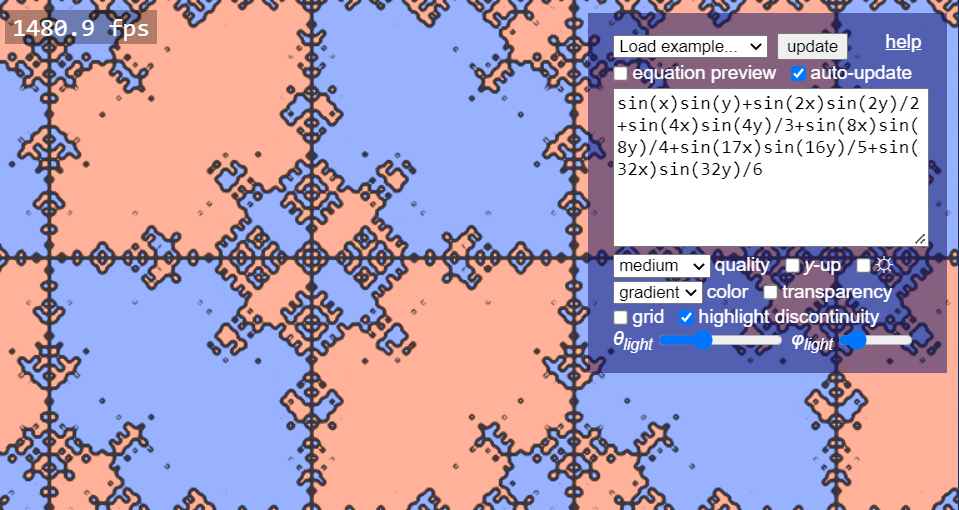 1480.9 fps
Load example... update help
equation preview auto-update
sin(x)sin(y)+sin(2x)sin(2y)/2
+sin(4x)sin(4y)/3+sin(8x)sin(
8y)/4+sin(17x)sin(16y)/5+sin(
32x)sin(32y)/6
medium quality y-up
gradient color transparency
grid highlight discontinuity
θlight φlight